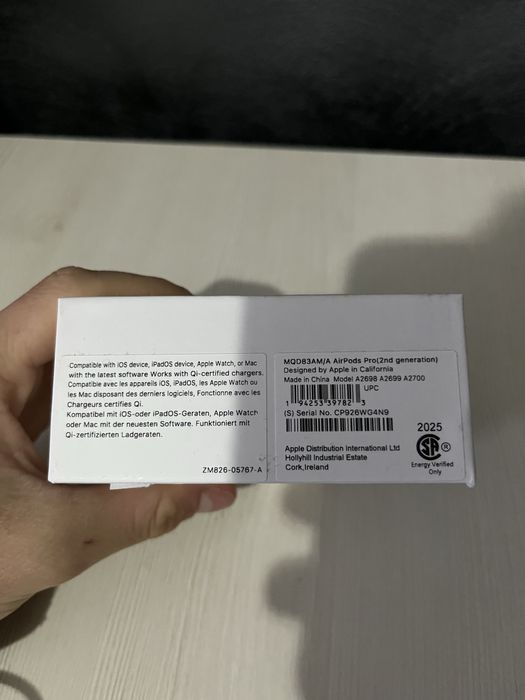 Compatible with iOS device, iPadOS device, Apple Watch, or Mac
with the latest software Works with Qi-certified chargers.
Compatible avec les appareils iOS, iPadOS, les Apple Watch ou
les Mac disposant des derniers logiciels, Fonctionne avec les
Chargeurs certifies Qi.
Kompatibel mit iOS-oder iPadOS-Geraten, Apple Watch
oder Mac mit der neuesten Software. Funktioniert mit
Qi-zertifizierten Ladgeraten.
ZM826-05767-A
MQD83AM/A AirPods Pro(2nd generation)
Designed by Apple in California
Made in China Model A2698 A2699 A2700
UPC
1 94253 39782 3
(S) Serial No. CP926WG4N9
Apple Distribution International Ltd
Hollyhill Industrial Estate
Cork,Ireland
2025
SA ®
Energy Verified
Only